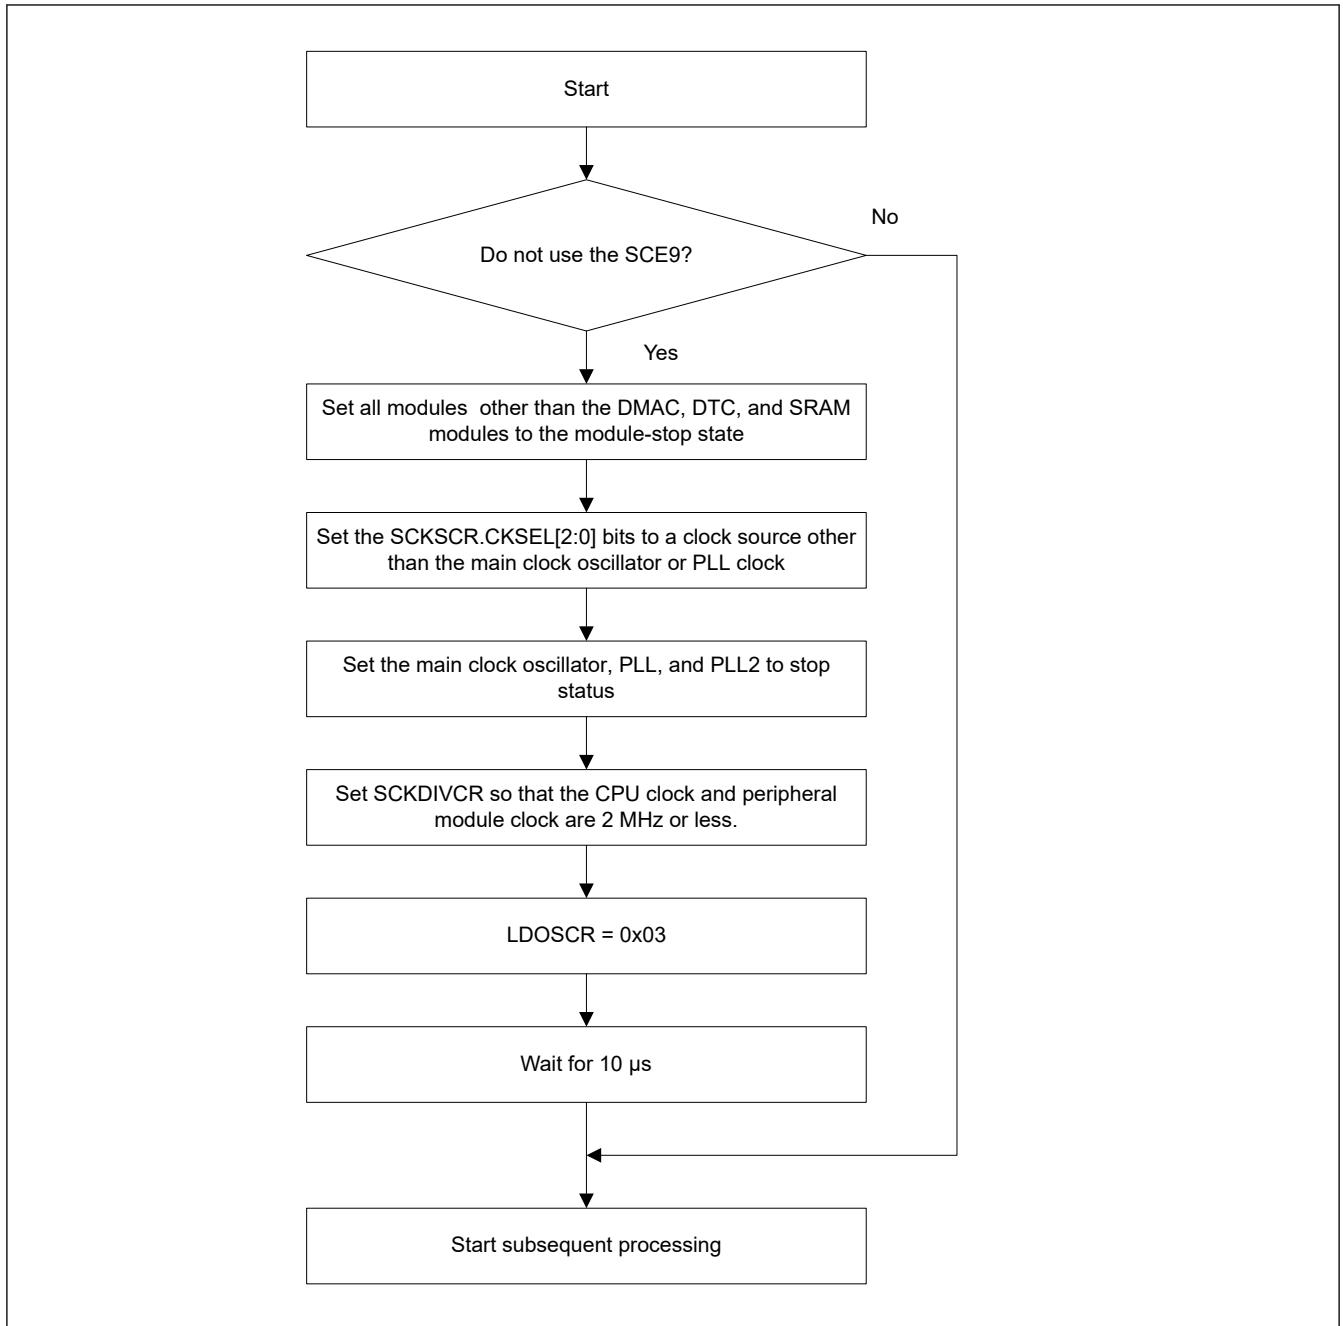 Start
No
Do not use the SCE9?
Yes
Set all modules  other than the DMAC, DTC, and SRAM
modules to the module-stop state
Set the SCKSCR.CKSEL[2:0] bits to a clock source other
than the main clock oscillator or PLL clock
Set the main clock oscillator, PLL, and PLL2 to stop
status
Set SCKDIVCR so that the CPU clock and peripheral
module clock are 2 MHz or less.
LDOSCR = 0x03
Wait for 10 µs
Start subsequent processing